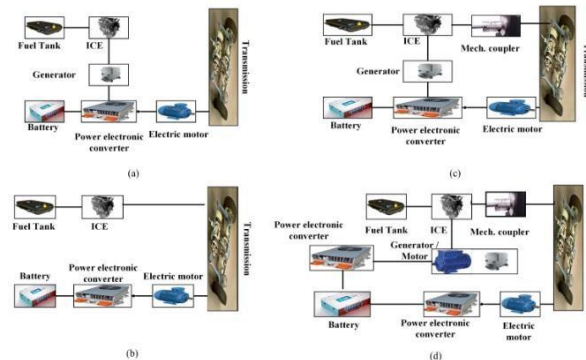 Fuel Tank
ICE
Generator
Battery
Power electronic
converter
Electric motor
Transmission
(a)
Fuel Tank
ICE
Mech. coupler
Generator
Battery
Power electronic
converter
Electric motor
(c)
Fuel Tank
ICE
Battery
Power electronic
converter
Electric motor
Transmission
(b)
Power electronic
converter
Fuel Tank
ICE
Mech. coupler
Generator /
Motor
Battery
Power electronic
converter
Electric
motor
(d)